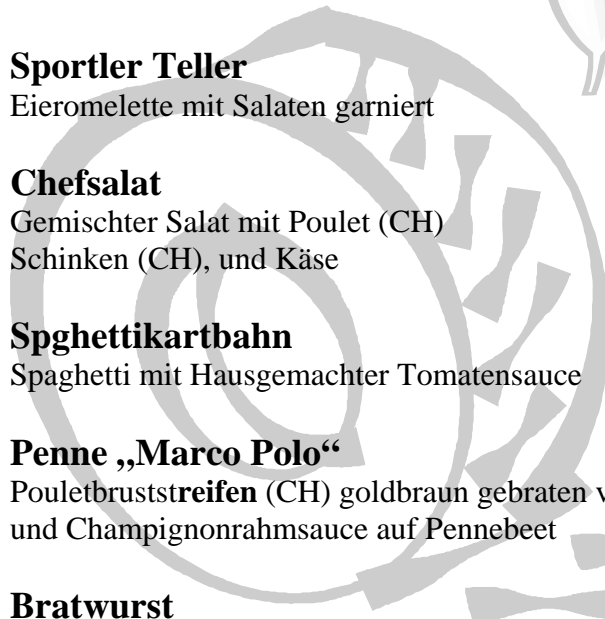 Sportler Teller
Eieromelette mit Salaten garniert
Chefsalat
Gemischter Salat mit Poulet (CH)
Schinken (CH), und Käse
Spghettikartbahn
Spaghetti mit Hausgemachter Tomatensauce
Penne „Marco Polo“
Pouletbruststreifen (CH) goldbraun gebraten
und Champignonrahmsauce auf Pennebeet
Bratwurst